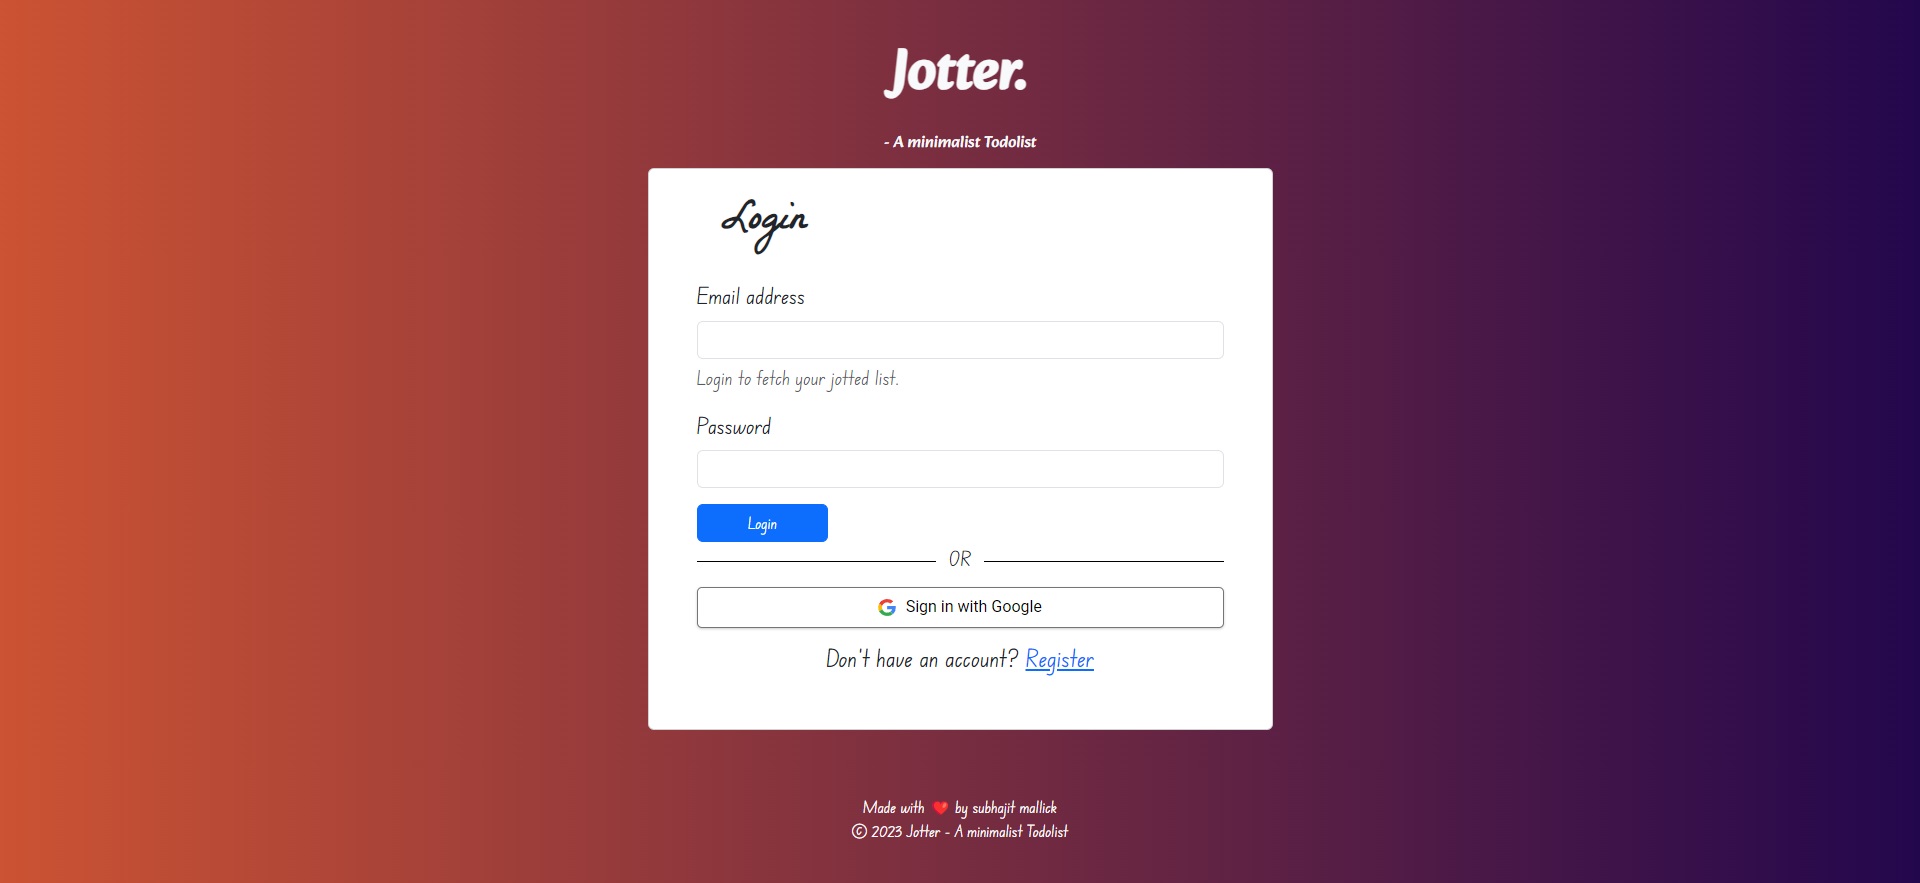 Jotter.
- A minimalist Todolist
Login
Email address
Login to fetch your jotted list.
Password
Login
OR
Sign in with Google
Don't have an account? Register
Made with ❤️ by subhajit mallick
© 2023 Jotter - A minimalist Todolist